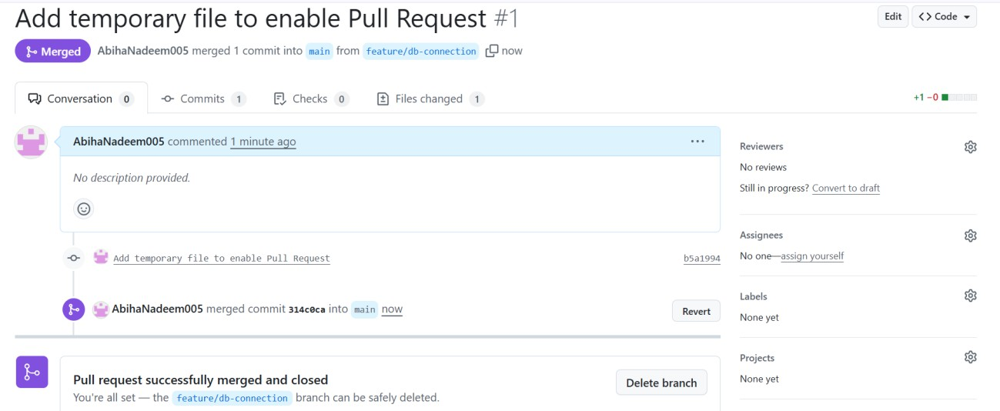 Add temporary file to enable Pull Request #1
Edit
<> Code
Merged
AbihaNadeem005 merged 1 commit into main from feature/db-connection now
Conversation 0
Commits 1
Checks 0
Files changed 1
+1 −0
AbihaNadeem005 commented 1 minute ago
...
No description provided.
Add temporary file to enable Pull Request
b5a1994
AbihaNadeem005 merged commit 314c0ca into main now
Revert
Pull request successfully merged and closed
You're all set — the feature/db-connection branch can be safely deleted.
Delete branch
Reviewers
No reviews
Still in progress? Convert to draft
Assignees
No one—assign yourself
Labels
None yet
Projects
None yet